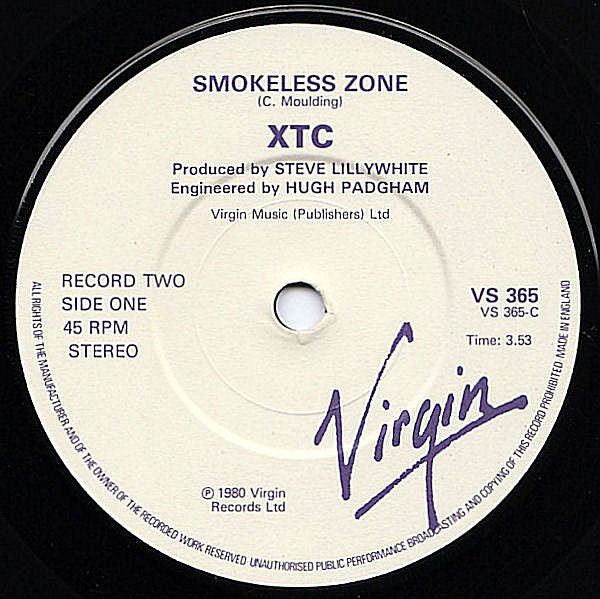 SMOKELESS ZONE
(C. Moulding)
XTC
Produced by STEVE LILLYWHITE
Engineered by HUGH PADGHAM
Virgin Music (Publishers) Ltd
RECORD TWO
SIDE ONE
45 RPM
STEREO
VS 365
VS 365-C
Time: 3.53
Virgin
℗ 1980 Virgin
Records Ltd
ALL RIGHTS OF THE MANUFACTURER AND OF THE OWNER OF THE RECORDED WORK RESERVED UNAUTHORISED PUBLIC PERFORMANCE BROADCASTING AND COPYING OF THIS RECORD PROHIBITED MADE IN ENGLAND